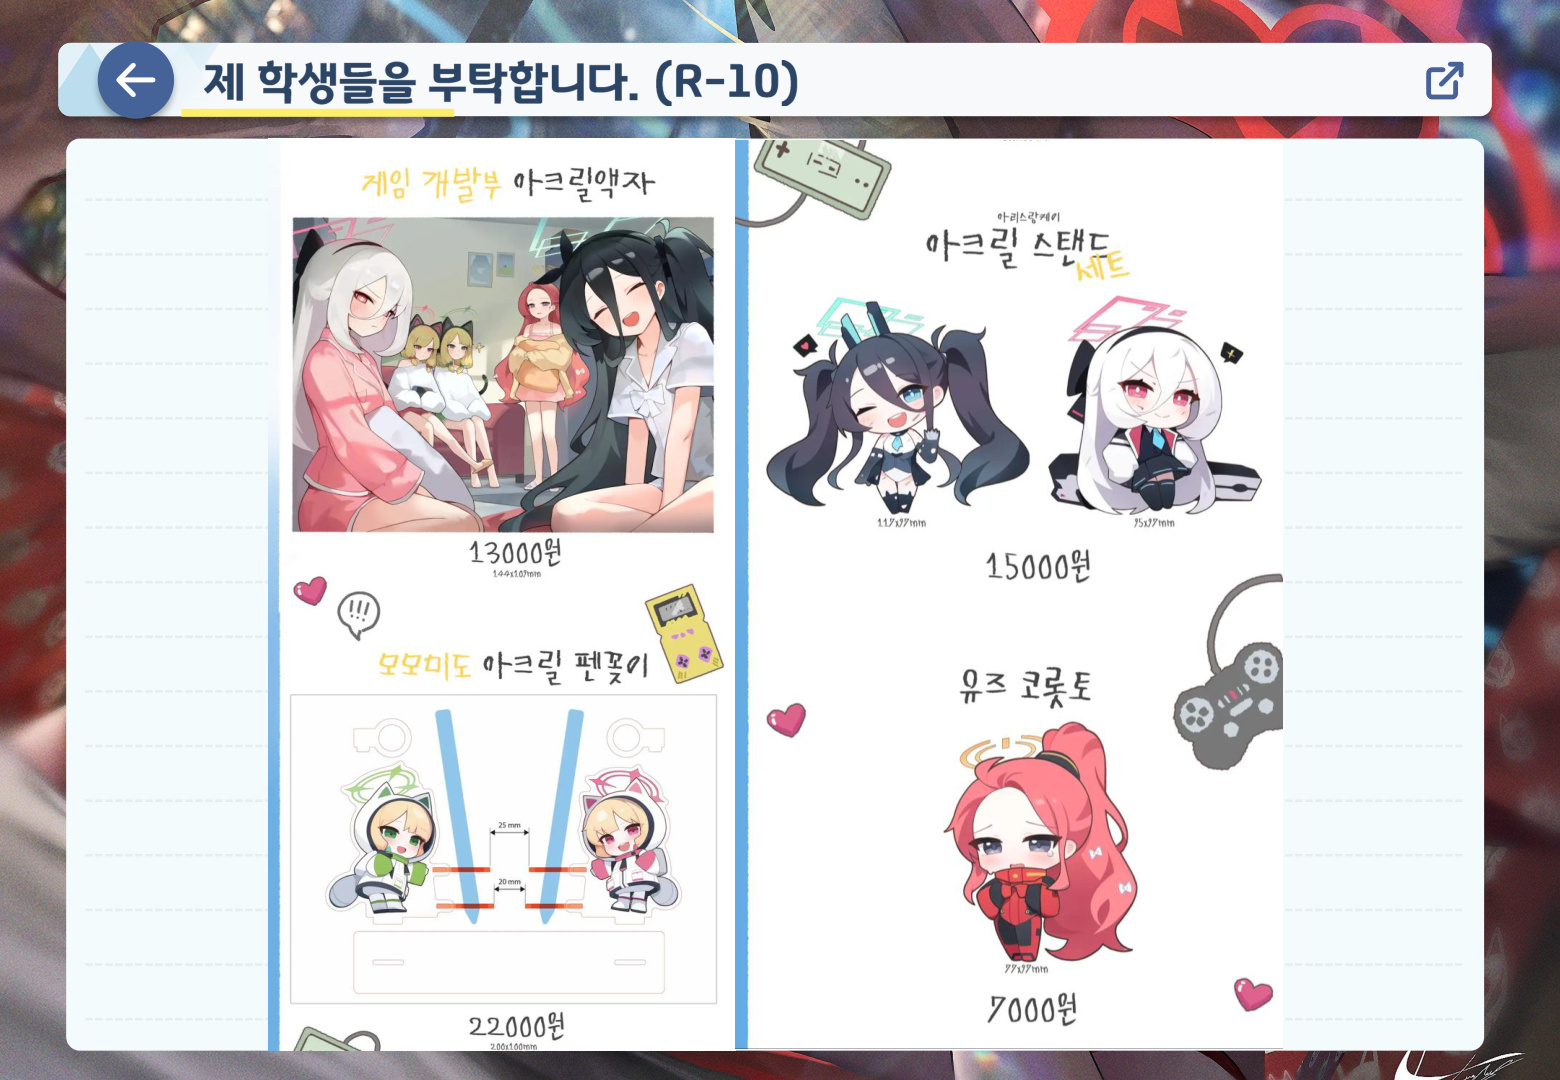 제 학생들을 부탁합니다. (R-10)
게임 개발부 아크릴액자
13000원
144x107mm
!!!
모모미도 아크릴 펜꽂이
25 mm
20 mm
22000원
200x100mm
아리스랑케이
아크릴 스탠드
세트
15000원
유즈 코롯토
7000원